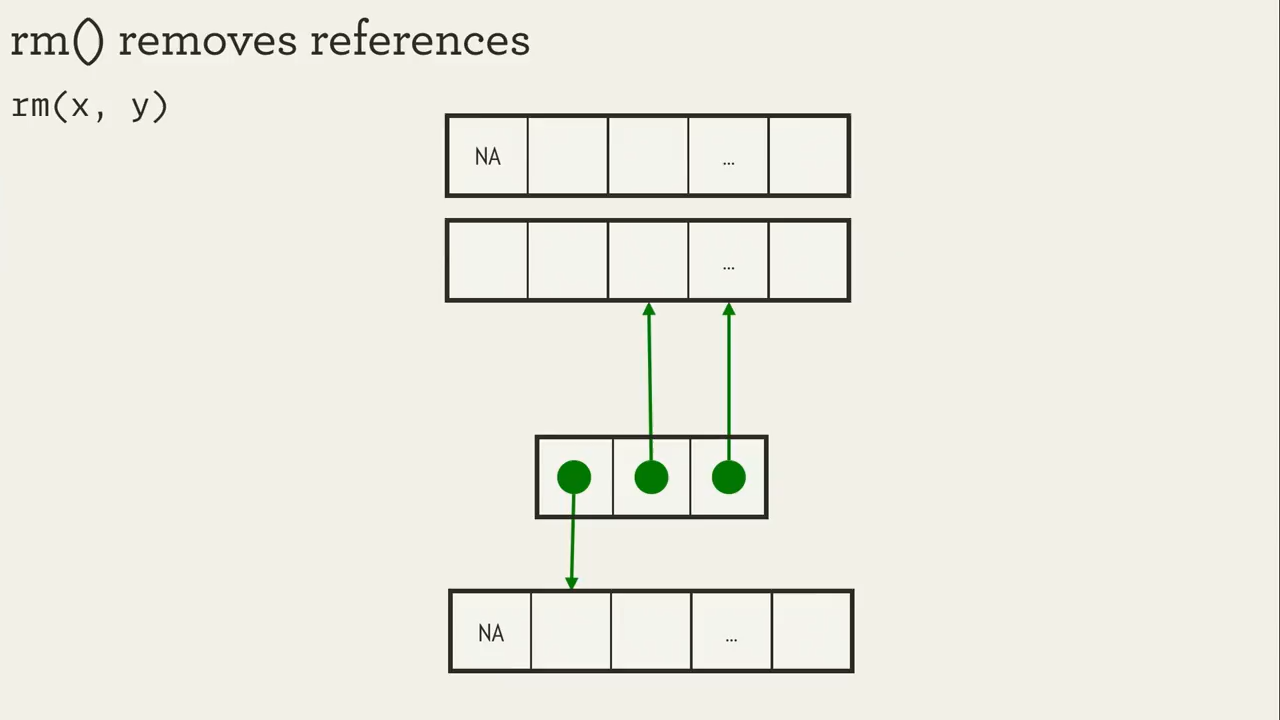 rm() removes references
rm(x, y)
NA ...
...
NA ...